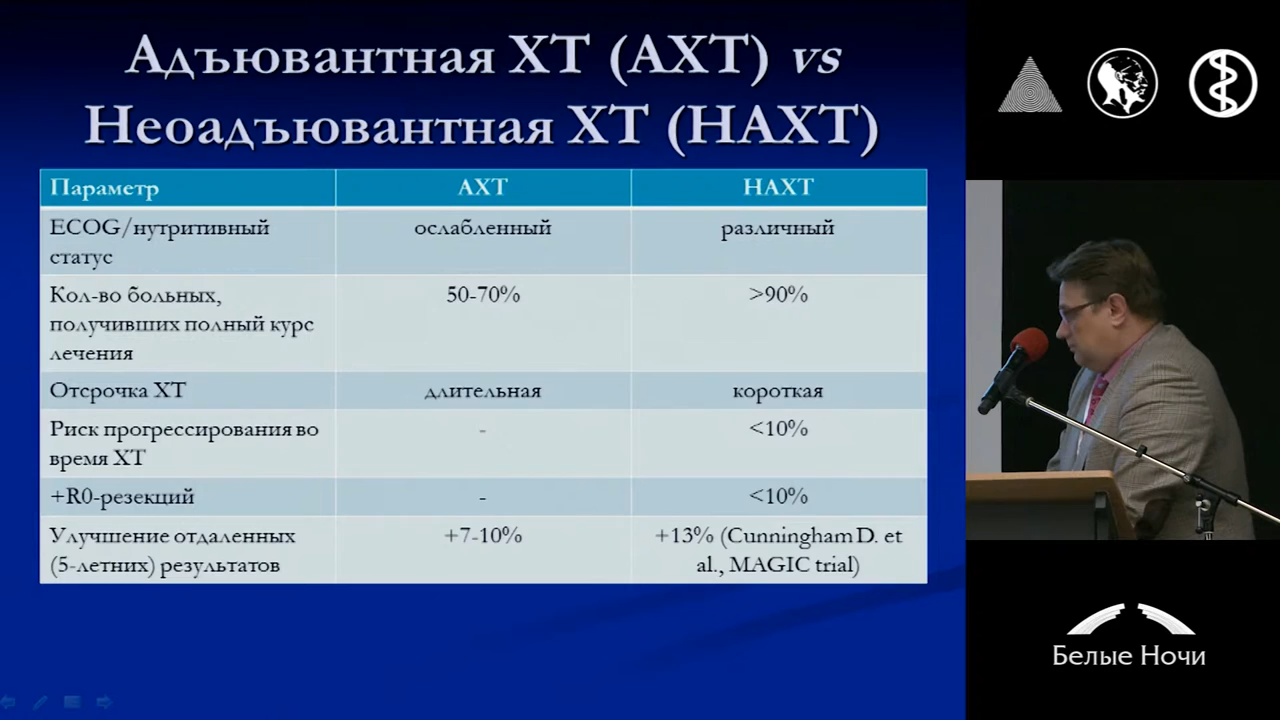 Адъювантная ХТ (АХТ) vs
Неоадъювантная ХТ (НАХТ)
Параметр АХТ НАХТ
ECOG/нутритивный статус ослабленный различный
Кол-во больных, получивших полный курс лечения 50-70% >90%
Отсрочка ХТ длительная короткая
Риск прогрессирования во время ХТ - <10%
+R0-резекций - <10%
Улучшение отдаленных (5-летних) результатов +7-10% +13% (Cunningham D. et al., MAGIC trial)
Белые Ночи